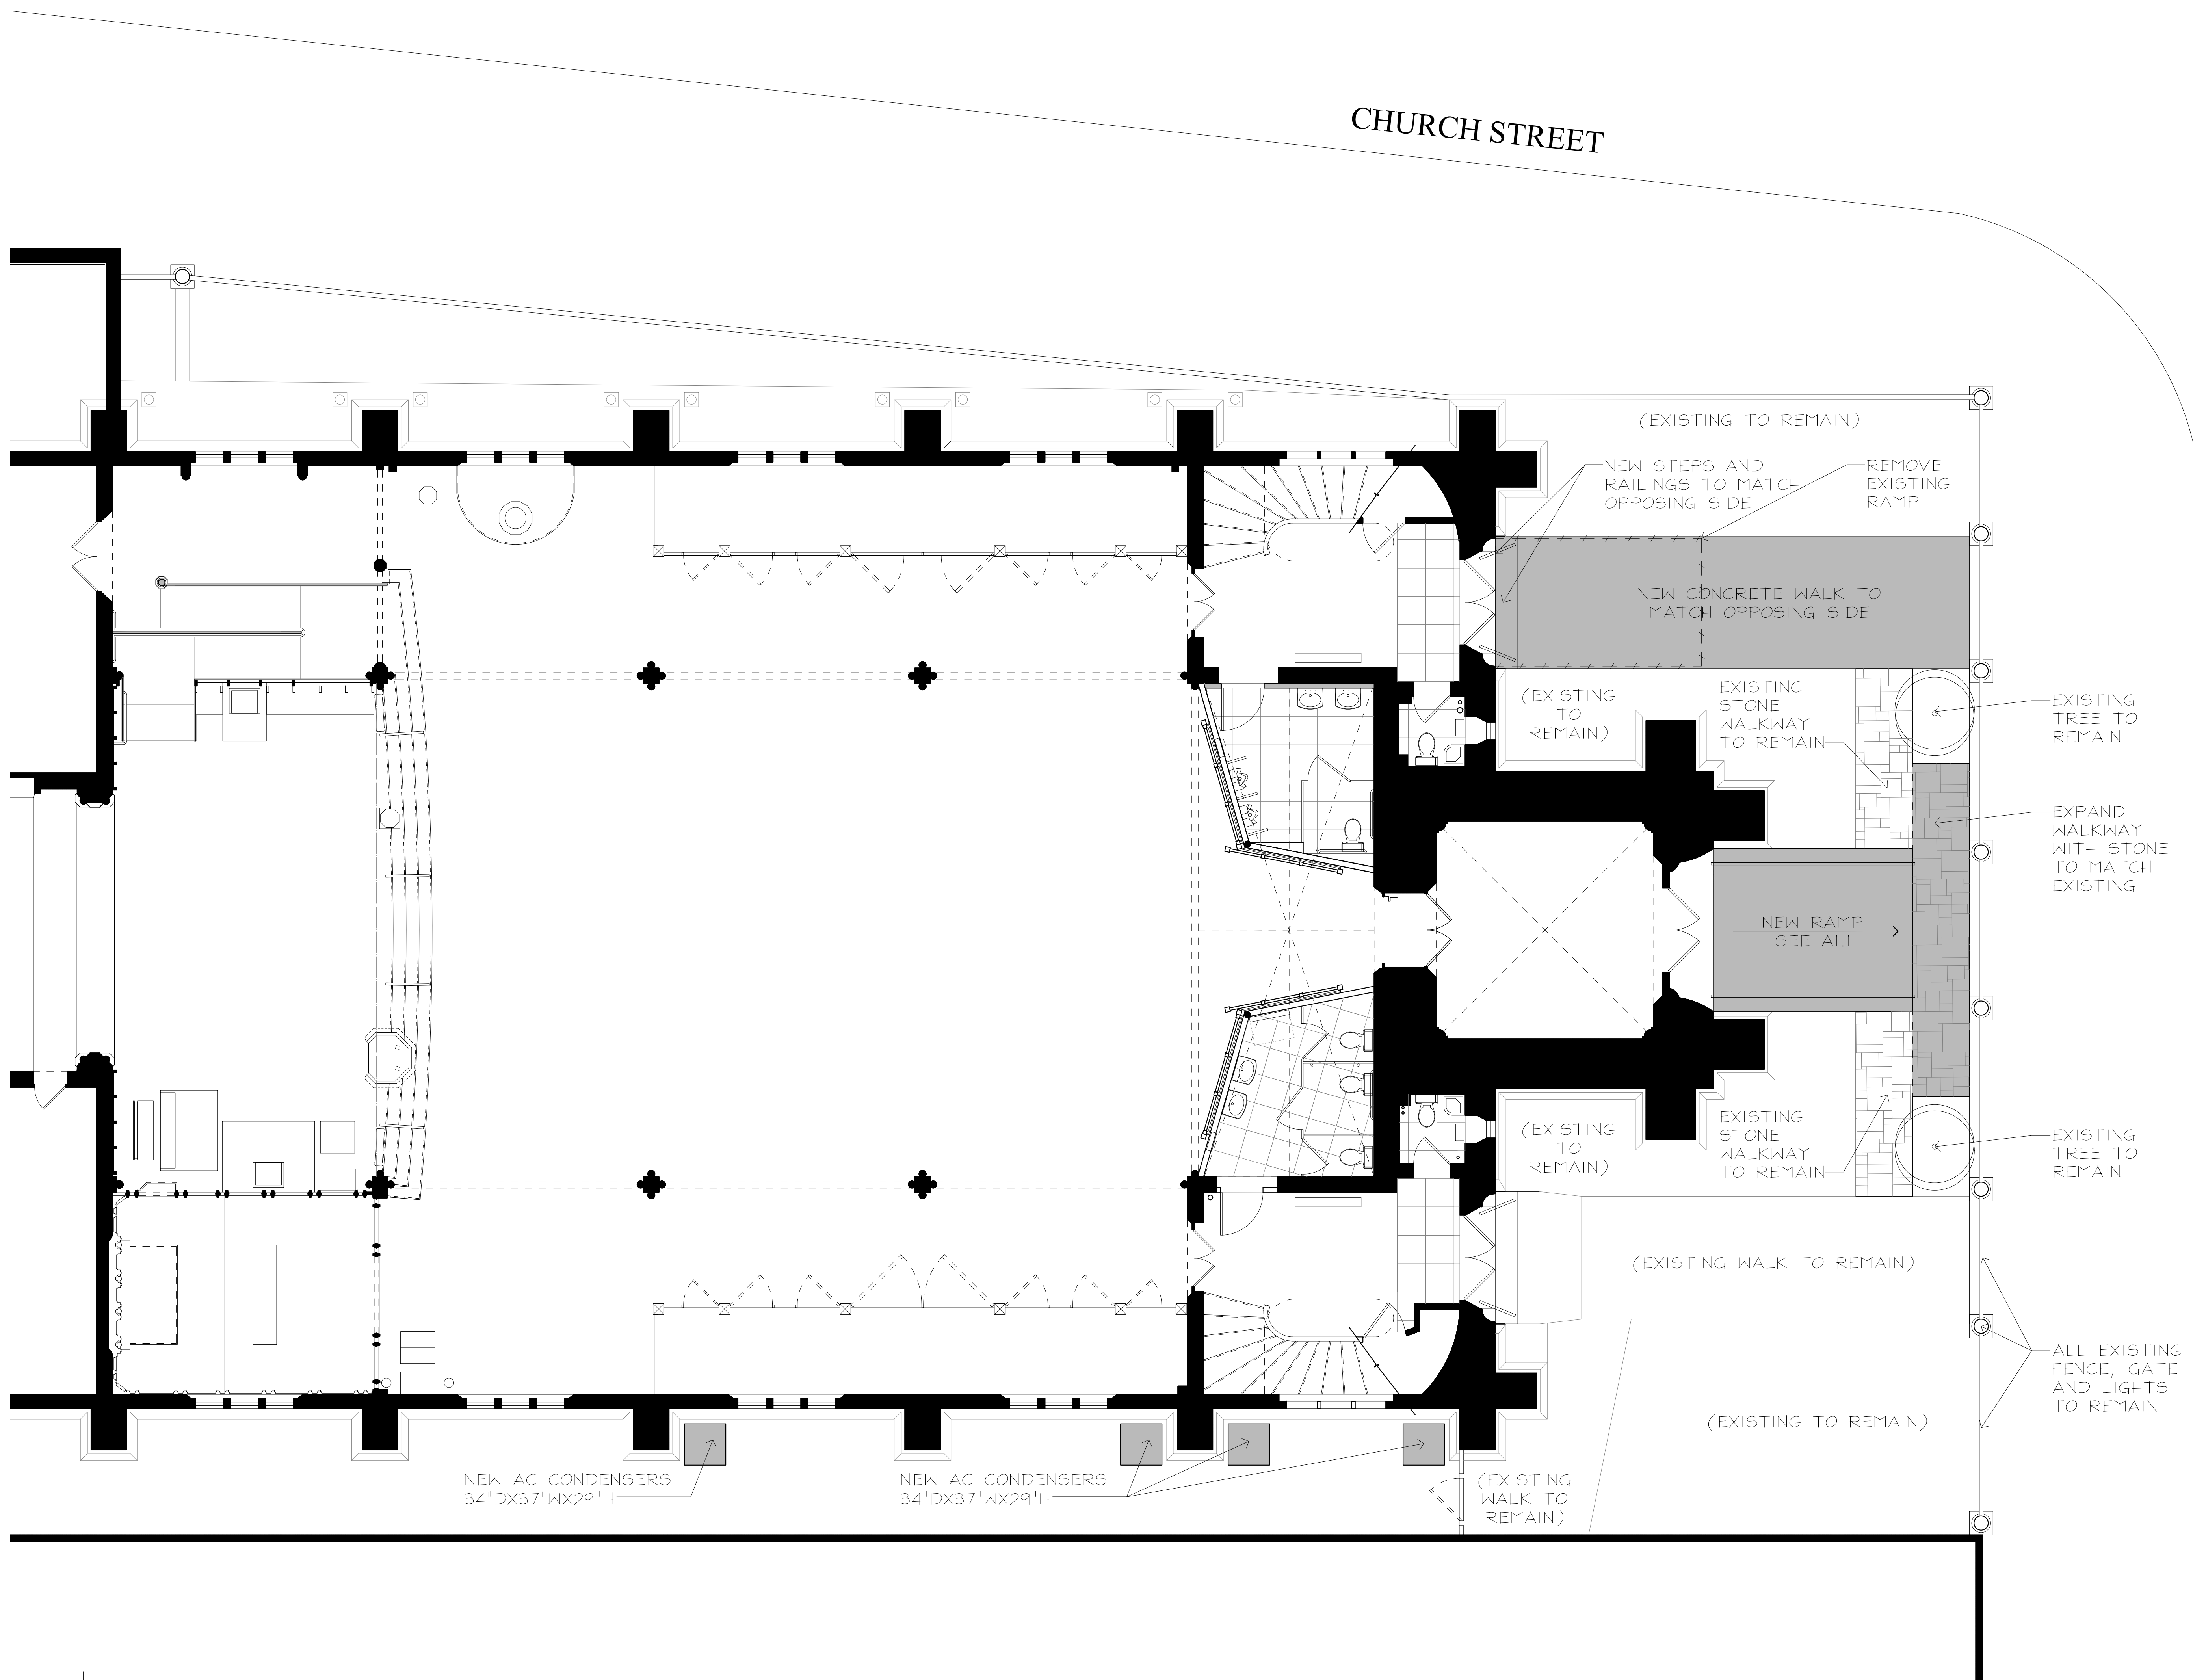 CHURCH STREET
(EXISTING TO REMAIN)
NEW STEPS AND
RAILINGS TO MATCH
OPPOSING SIDE
REMOVE
EXISTING
RAMP
NEW CONCRETE WALK TO
MATCH OPPOSING SIDE
(EXISTING
TO
REMAIN)
EXISTING
STONE
WALKWAY
TO REMAIN
EXISTING
TREE TO
REMAIN
EXPAND
WALKWAY
WITH STONE
TO MATCH
EXISTING
NEW RAMP
SEE A1.1
(EXISTING
TO
REMAIN)
EXISTING
STONE
WALKWAY
TO REMAIN
EXISTING
TREE TO
REMAIN
(EXISTING WALK TO REMAIN)
ALL EXISTING
FENCE, GATE
AND LIGHTS
TO REMAIN
(EXISTING TO REMAIN)
NEW AC CONDENSERS
34"DX37"WX29"H
NEW AC CONDENSERS
34"DX37"WX29"H
(EXISTING
WALK TO
REMAIN)